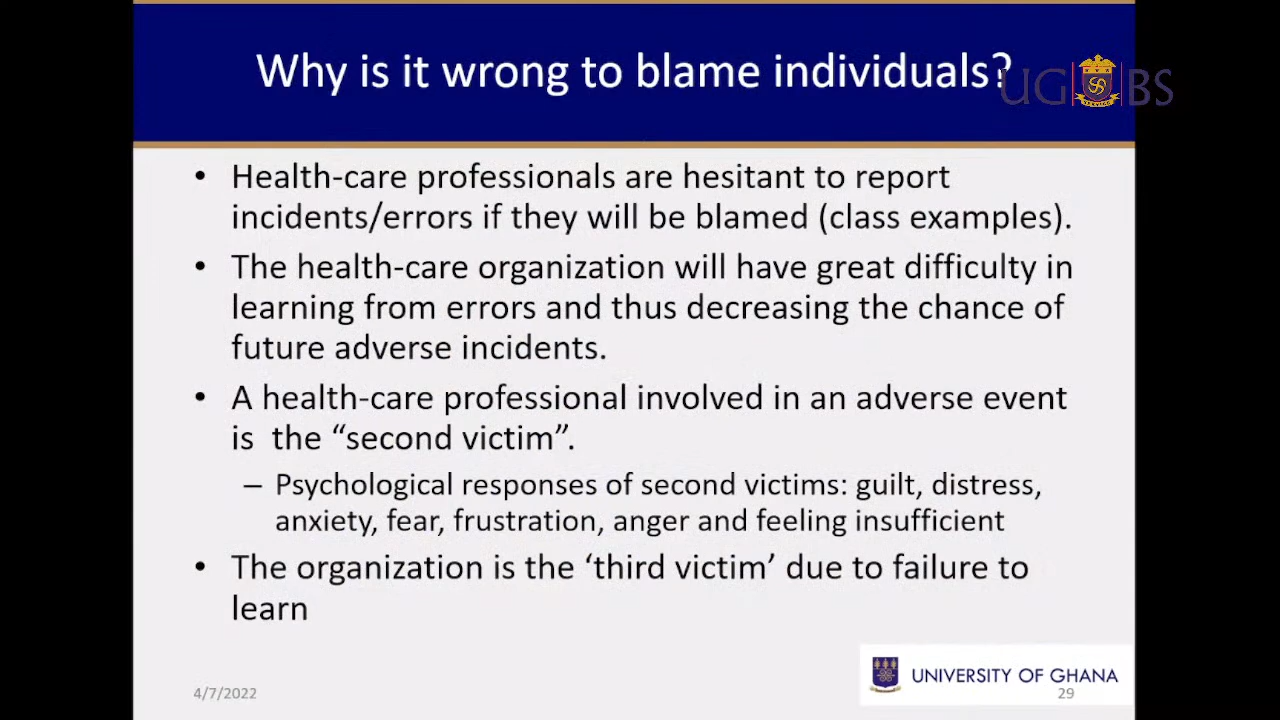 Why is it wrong to blame individuals?
UG BS
• Health-care professionals are hesitant to report
incidents/errors if they will be blamed (class examples).
• The health-care organization will have great difficulty in
learning from errors and thus decreasing the chance of
future adverse incidents.
• A health-care professional involved in an adverse event
is  the “second victim”.
– Psychological responses of second victims: guilt, distress,
anxiety, fear, frustration, anger and feeling insufficient
• The organization is the ‘third victim’ due to failure to
learn
UNIVERSITY OF GHANA
4/7/2022
29